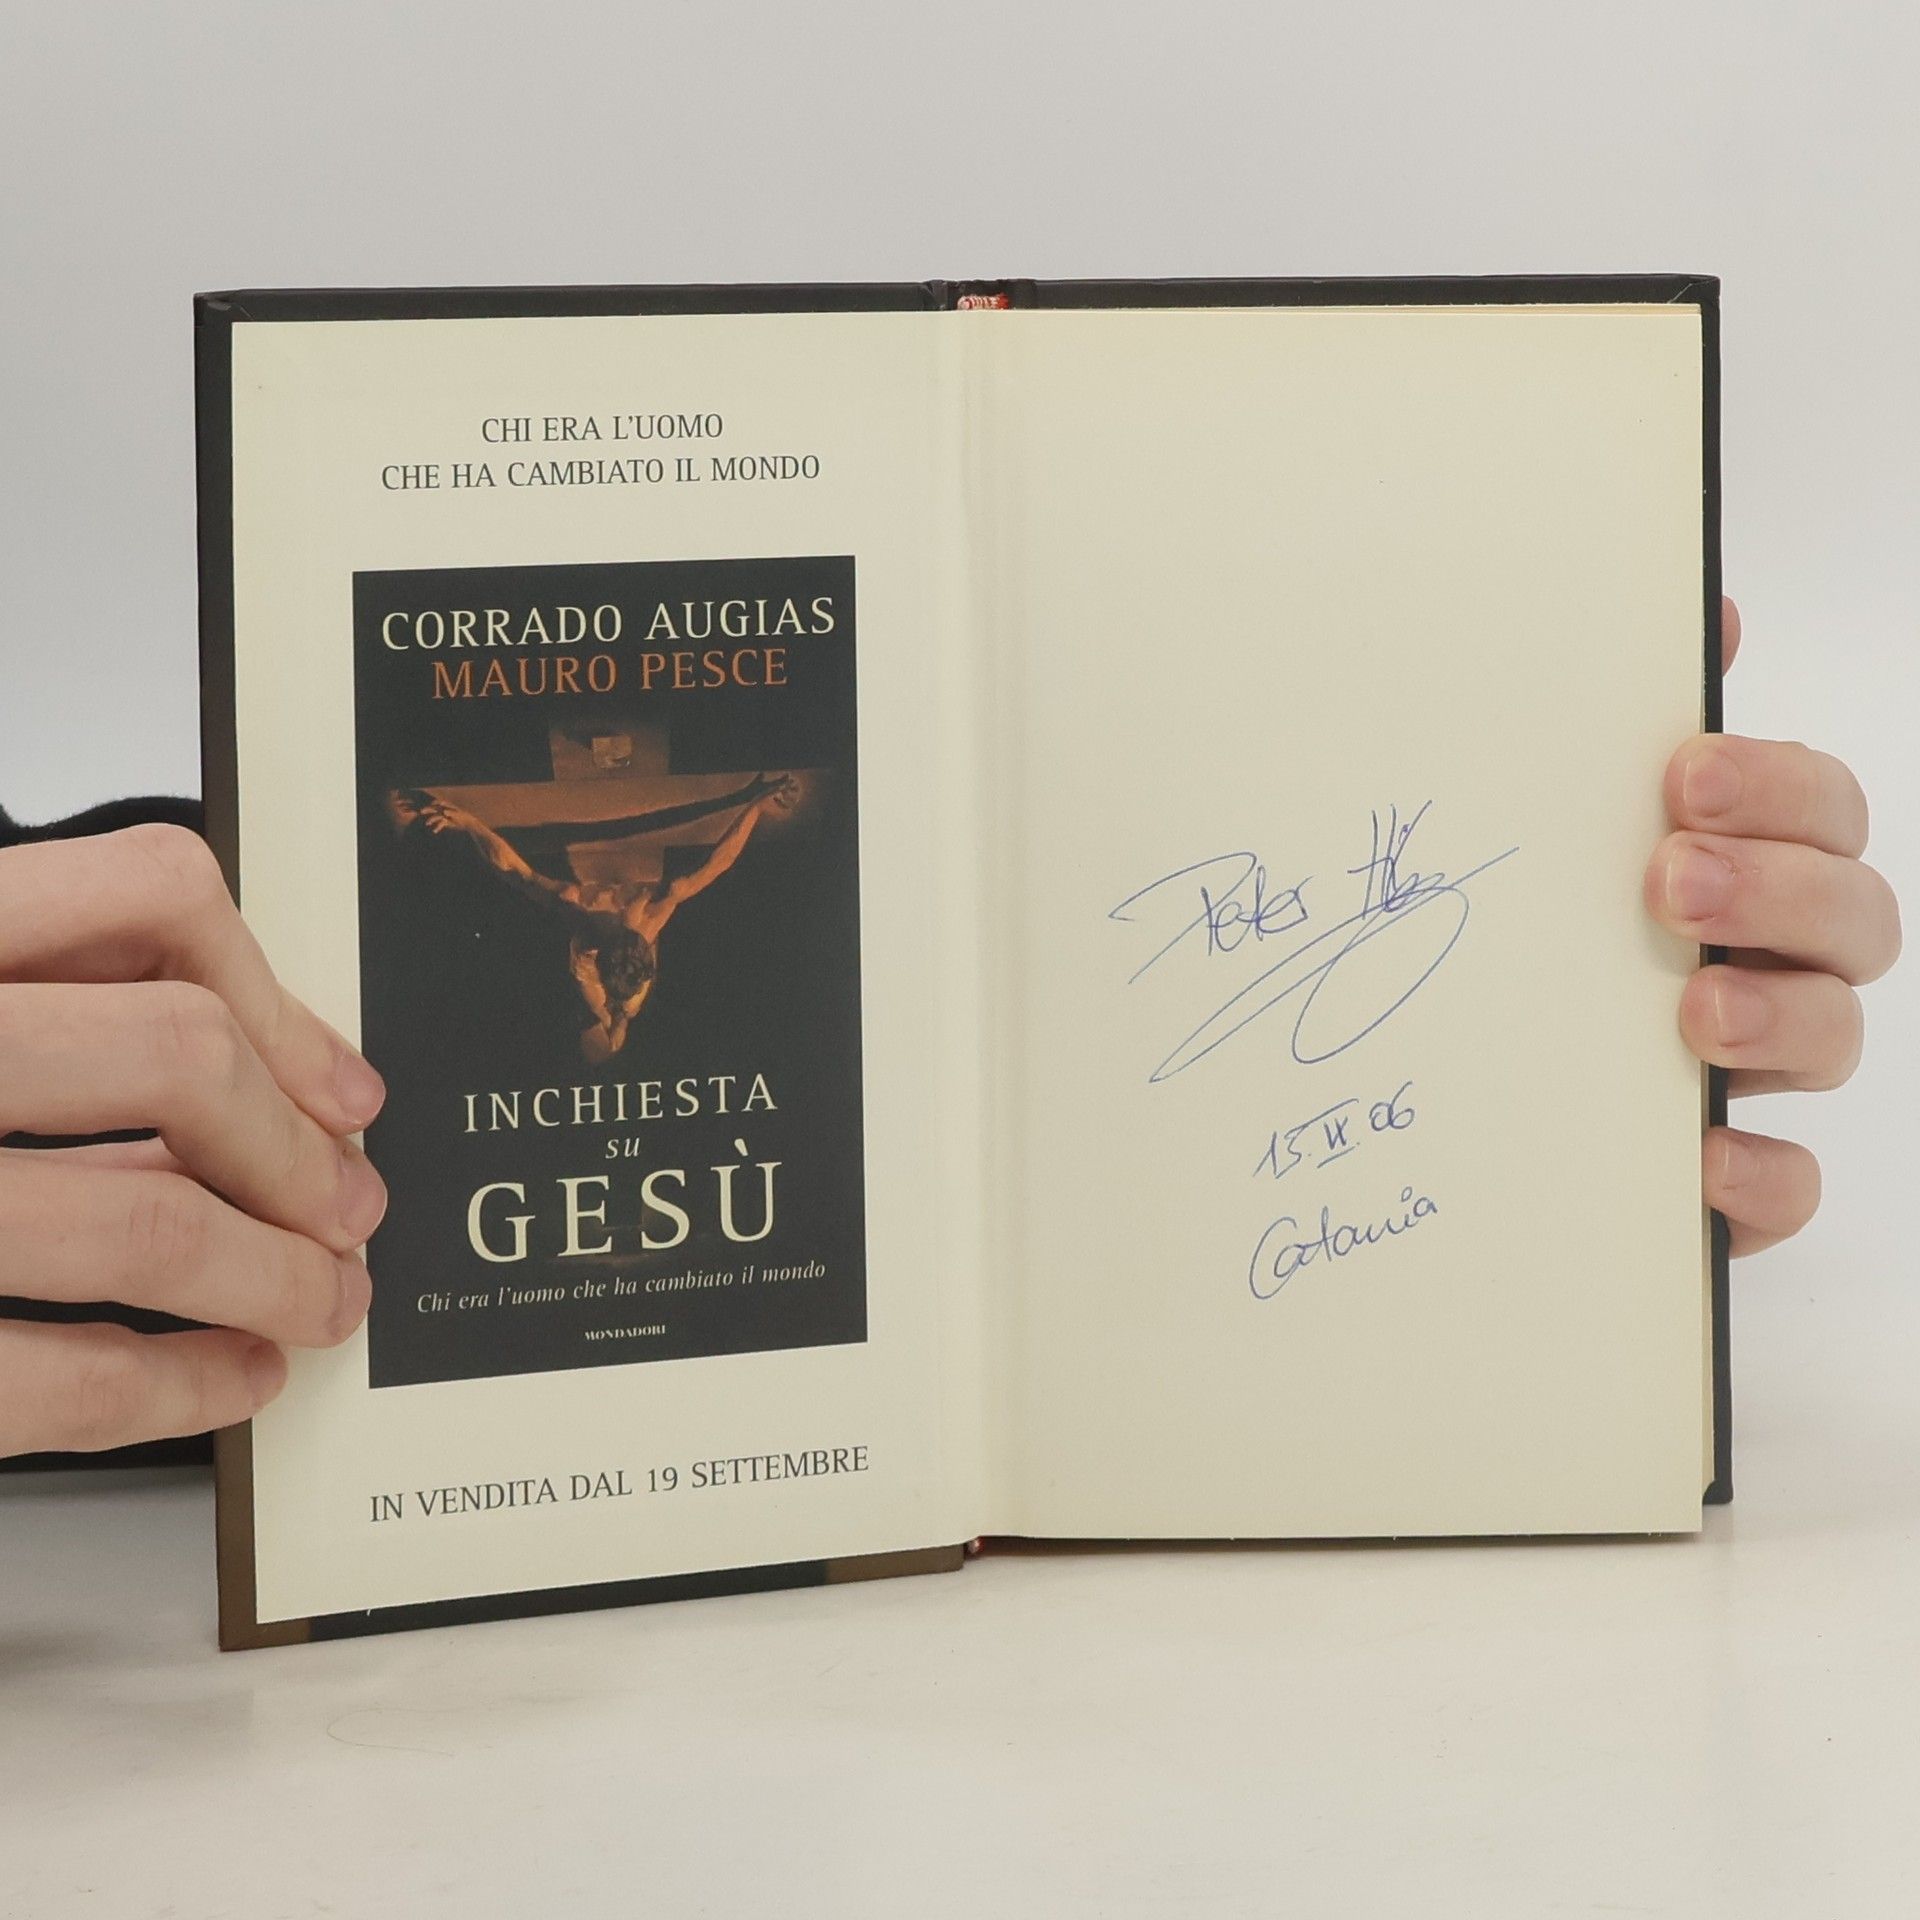 CHI ERA L'UOMO
CHE HA CAMBIATO IL MONDO
CORRADO AUGIAS
MAURO PESCE
INCHIESTA
su
GESÙ
Chi era l'uomo che ha cambiato il mondo
MONDADORI
IN VENDITA DAL 19 SETTEMBRE
Peter
15. IX. 06
Catania